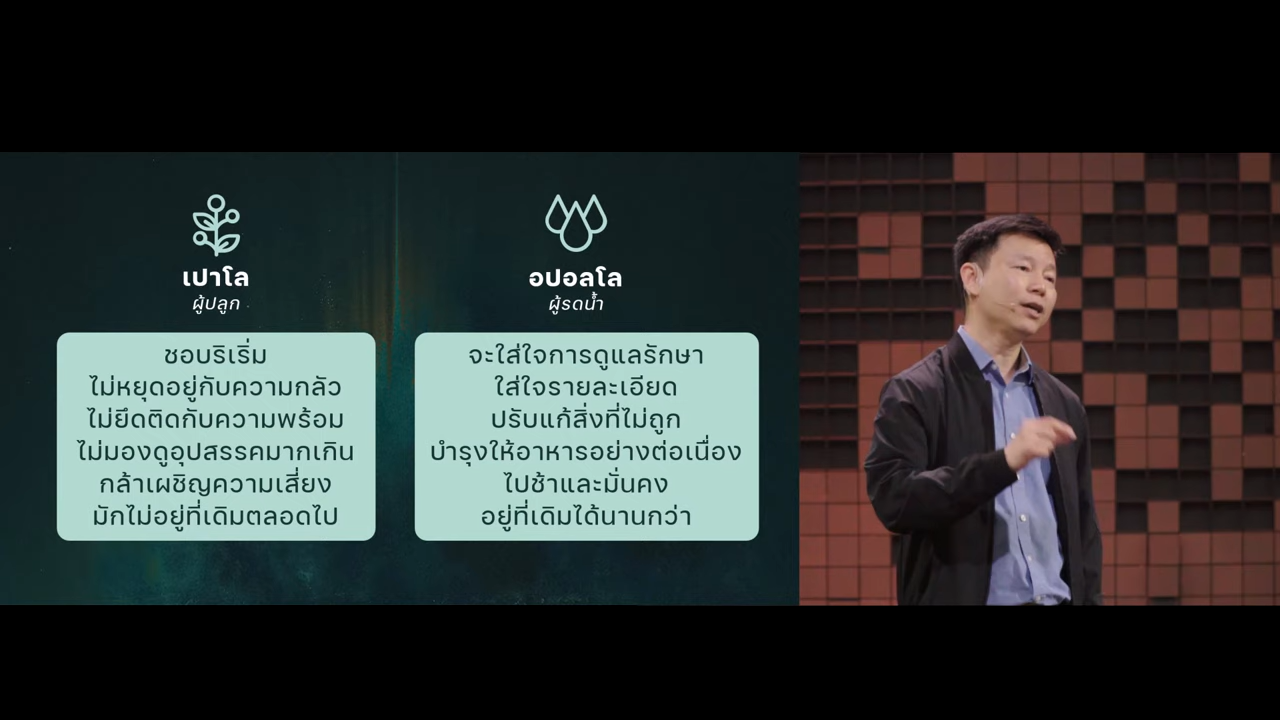 เปาโล
ผู้ปลูก
ชอบริเริ่ม
ไม่หยุดอยู่กับความกลัว
ไม่ยึดติดกับความพร้อม
ไม่มองดูอุปสรรคมากเกิน
กล้าเผชิญความเสี่ยง
มักไม่อยู่ที่เดิมตลอดไป
อปอลโล
ผู้รดน้ำ
จะใส่ใจการดูแลรักษา
ใส่ใจรายละเอียด
ปรับแก้สิ่งที่ไม่ถูก
บำรุงให้อาหารอย่างต่อเนื่อง
ไปช้าและมั่นคง
อยู่ที่เดิมได้นานกว่า